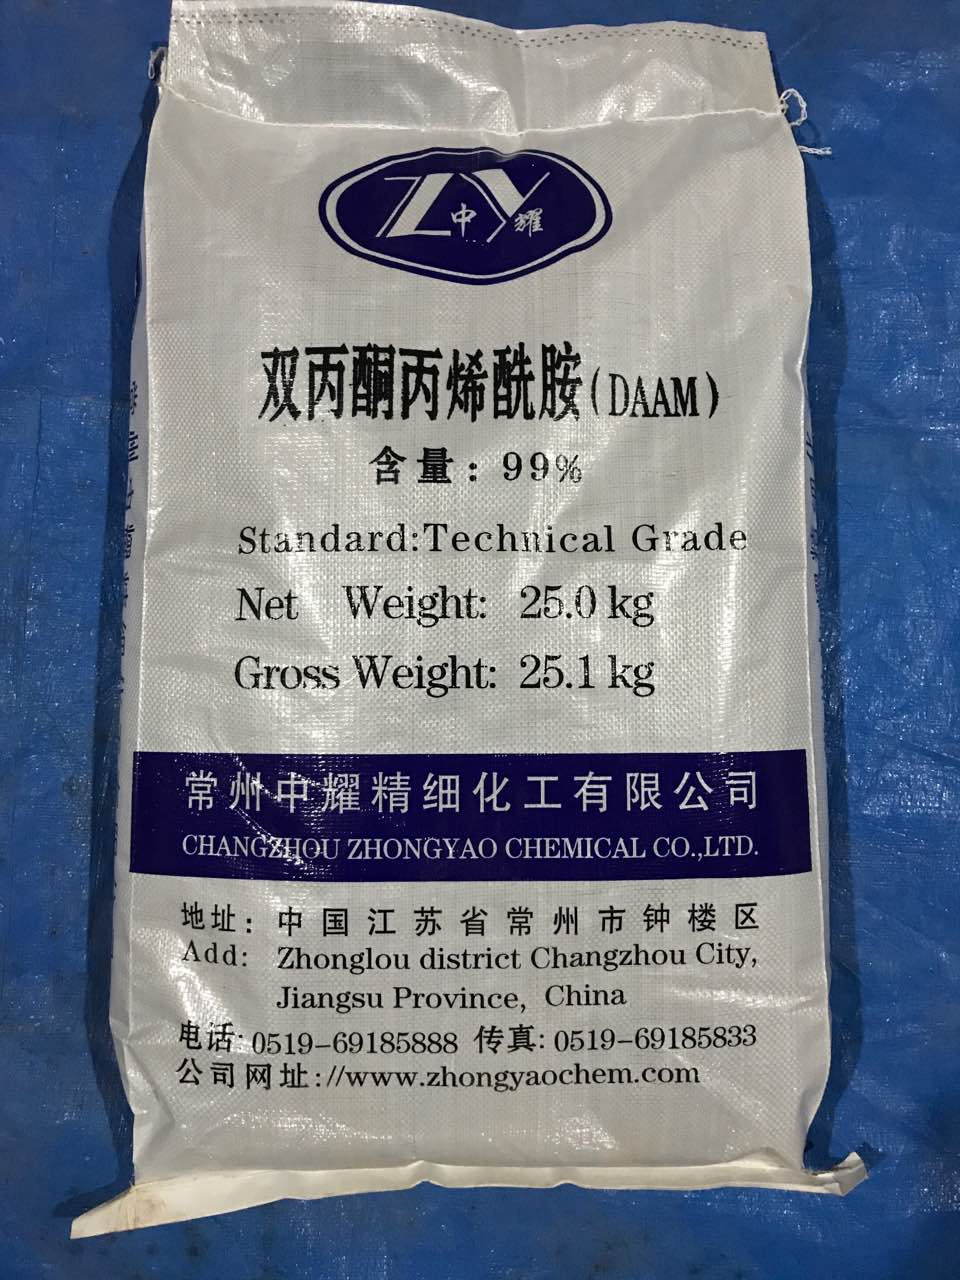 ZY
中耀
双丙酮丙烯酰胺(DAAM)
含量: 99%
Standard:Technical Grade
Net Weight: 25.0 kg
Gross Weight: 25.1 kg
常州中耀精细化工有限公司
CHANGZHOU ZHONGYAO CHEMICAL CO.,LTD.
地址: 中国江苏省常州市钟楼区
Add: Zhonglou district Changzhou City,
Jiangsu Province, China
电话: 0519-69185888 传真: 0519-69185833
公司网址://www.zhongyaochem.com